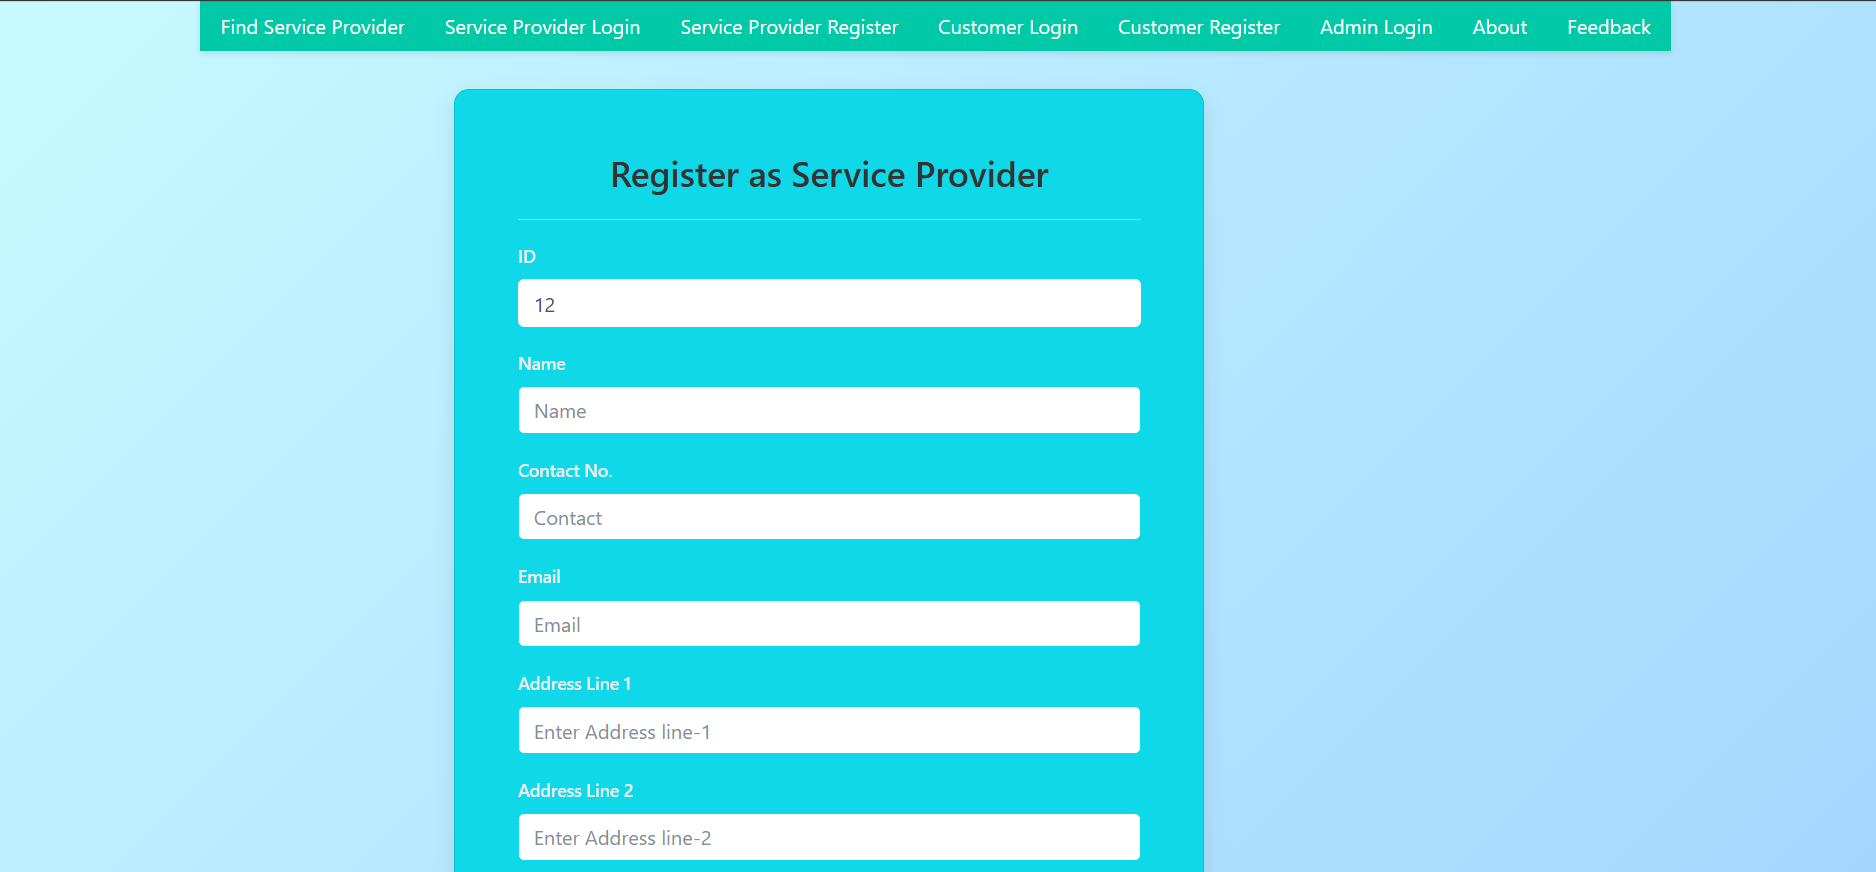 Find Service Provider Service Provider Login Service Provider Register Customer Login Customer Register Admin Login About Feedback
Register as Service Provider
ID
12
Name
Name
Contact No.
Contact
Email
Email
Address Line 1
Enter Address line-1
Address Line 2
Enter Address line-2